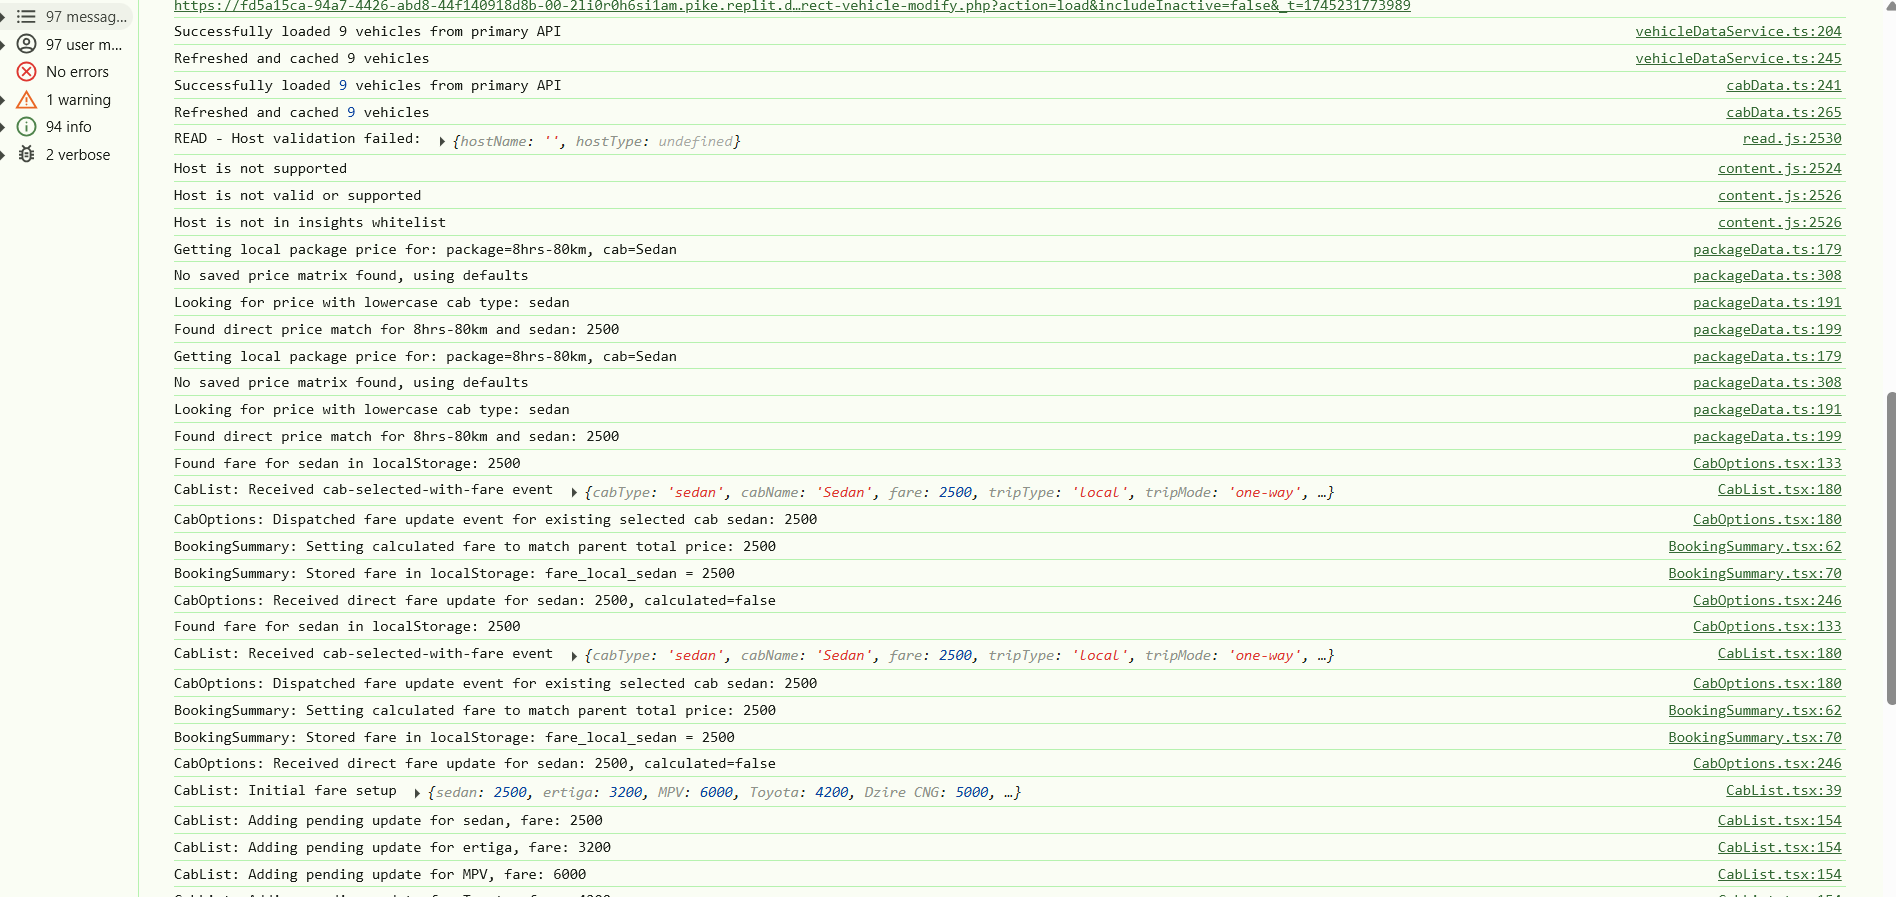 97 messag...
97 user m...
No errors
1 warning
94 info
2 verbose
https://fd5a15ca-94a7-4426-abd8-44f140918d8b-00-2li0r0h6si1am.pike.replit.d…rect-vehicle-modify.php?action=load&includeInactive=false&_t=1745231773989
Successfully loaded 9 vehicles from primary API vehicleDataService.ts:204
Refreshed and cached 9 vehicles vehicleDataService.ts:245
Successfully loaded 9 vehicles from primary API cabData.ts:241
Refreshed and cached 9 vehicles cabData.ts:265
READ - Host validation failed: {hostName: '', hostType: undefined} read.js:2530
Host is not supported content.js:2524
Host is not valid or supported content.js:2526
Host is not in insights whitelist content.js:2526
Getting local package price for: package=8hrs-80km, cab=Sedan packageData.ts:179
No saved price matrix found, using defaults packageData.ts:308
Looking for price with lowercase cab type: sedan packageData.ts:191
Found direct price match for 8hrs-80km and sedan: 2500 packageData.ts:199
Getting local package price for: package=8hrs-80km, cab=Sedan packageData.ts:179
No saved price matrix found, using defaults packageData.ts:308
Looking for price with lowercase cab type: sedan packageData.ts:191
Found direct price match for 8hrs-80km and sedan: 2500 packageData.ts:199
Found fare for sedan in localStorage: 2500 CabOptions.tsx:133
CabList: Received cab-selected-with-fare event {cabType: 'sedan', cabName: 'Sedan', fare: 2500, tripType: 'local', tripMode: 'one-way', …} CabList.tsx:180
CabOptions: Dispatched fare update event for existing selected cab sedan: 2500 CabOptions.tsx:180
BookingSummary: Setting calculated fare to match parent total price: 2500 BookingSummary.tsx:62
BookingSummary: Stored fare in localStorage: fare_local_sedan = 2500 BookingSummary.tsx:70
CabOptions: Received direct fare update for sedan: 2500, calculated=false CabOptions.tsx:246
Found fare for sedan in localStorage: 2500 CabOptions.tsx:133
CabList: Received cab-selected-with-fare event {cabType: 'sedan', cabName: 'Sedan', fare: 2500, tripType: 'local', tripMode: 'one-way', …} CabList.tsx:180
CabOptions: Dispatched fare update event for existing selected cab sedan: 2500 CabOptions.tsx:180
BookingSummary: Setting calculated fare to match parent total price: 2500 BookingSummary.tsx:62
BookingSummary: Stored fare in localStorage: fare_local_sedan = 2500 BookingSummary.tsx:70
CabOptions: Received direct fare update for sedan: 2500, calculated=false CabOptions.tsx:246
CabList: Initial fare setup {sedan: 2500, ertiga: 3200, MPV: 6000, Toyota: 4200, Dzire CNG: 5000, …} CabList.tsx:39
CabList: Adding pending update for sedan, fare: 2500 CabList.tsx:154
CabList: Adding pending update for ertiga, fare: 3200 CabList.tsx:154
CabList: Adding pending update for MPV, fare: 6000 CabList.tsx:154